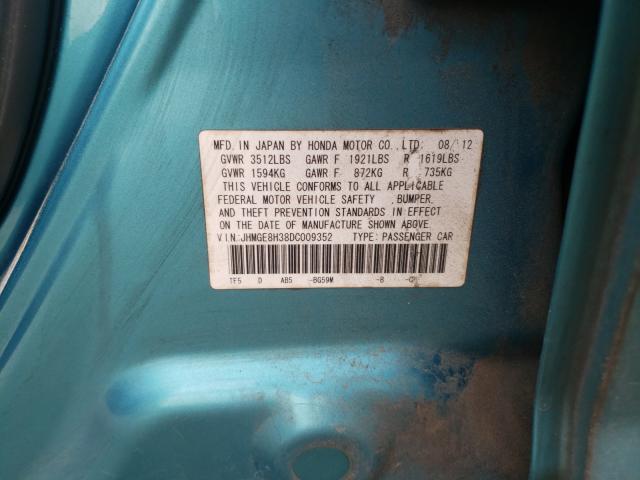 MFD. IN JAPAN BY HONDA MOTOR CO., LTD. 08/12
GVWR 3512LBS GAWR F 1921LBS R 1619LBS
GVWR 1594KG GAWR F 872KG R 735KG
THIS VEHICLE CONFORMS TO ALL APPLICABLE
FEDERAL MOTOR VEHICLE SAFETY , BUMPER,
AND THEFT PREVENTION STANDARDS IN EFFECT
ON THE DATE OF MANUFACTURE SHOWN ABOVE.
V I N: JHMGE8H38DC009352 TYPE: PASSENGER CAR
TF5 D AB5 -BG59M -B -C